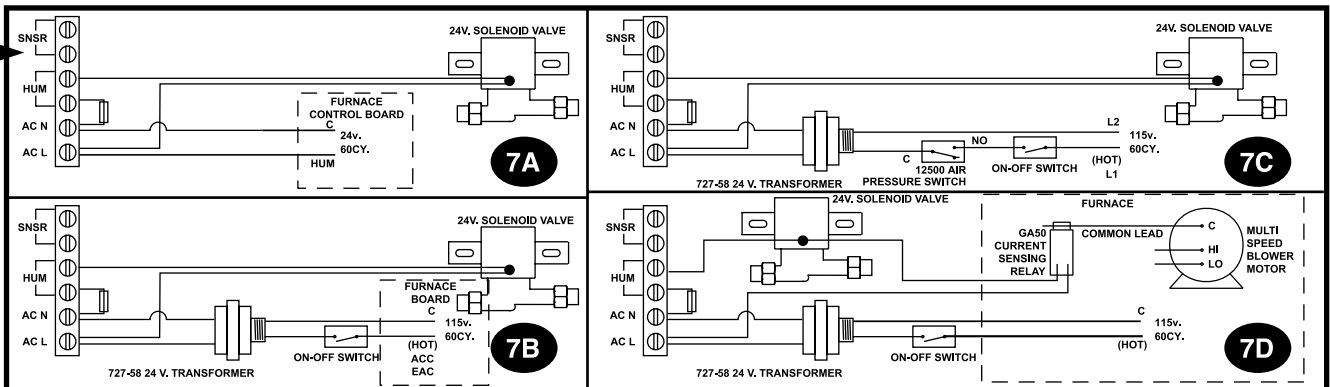 SNSR
HUM
AC N
AC L
24V. SOLENOID VALVE
FURNACE
CONTROL BOARD
C
24v.
60CY.
HUM
7A
SNSR
HUM
AC N
AC L
24V. SOLENOID VALVE
L2
115v.
60CY.
NO
(HOT)
L1
C
12500 AIR
PRESSURE SWITCH
ON-OFF SWITCH
727-58 24 V. TRANSFORMER
7C
SNSR
HUM
AC N
AC L
24V. SOLENOID VALVE
FURNACE
BOARD
C
115v.
60CY.
(HOT)
ACC
EAC
ON-OFF SWITCH
727-58 24 V. TRANSFORMER
7B
SNSR
HUM
AC N
AC L
24V. SOLENOID VALVE
FURNACE
GA50
CURRENT
SENSING
RELAY
COMMON LEAD
C
HI
LO
MULTI
SPEED
BLOWER
MOTOR
C
115v.
60CY.
(HOT)
ON-OFF SWITCH
727-58 24 V. TRANSFORMER
7D